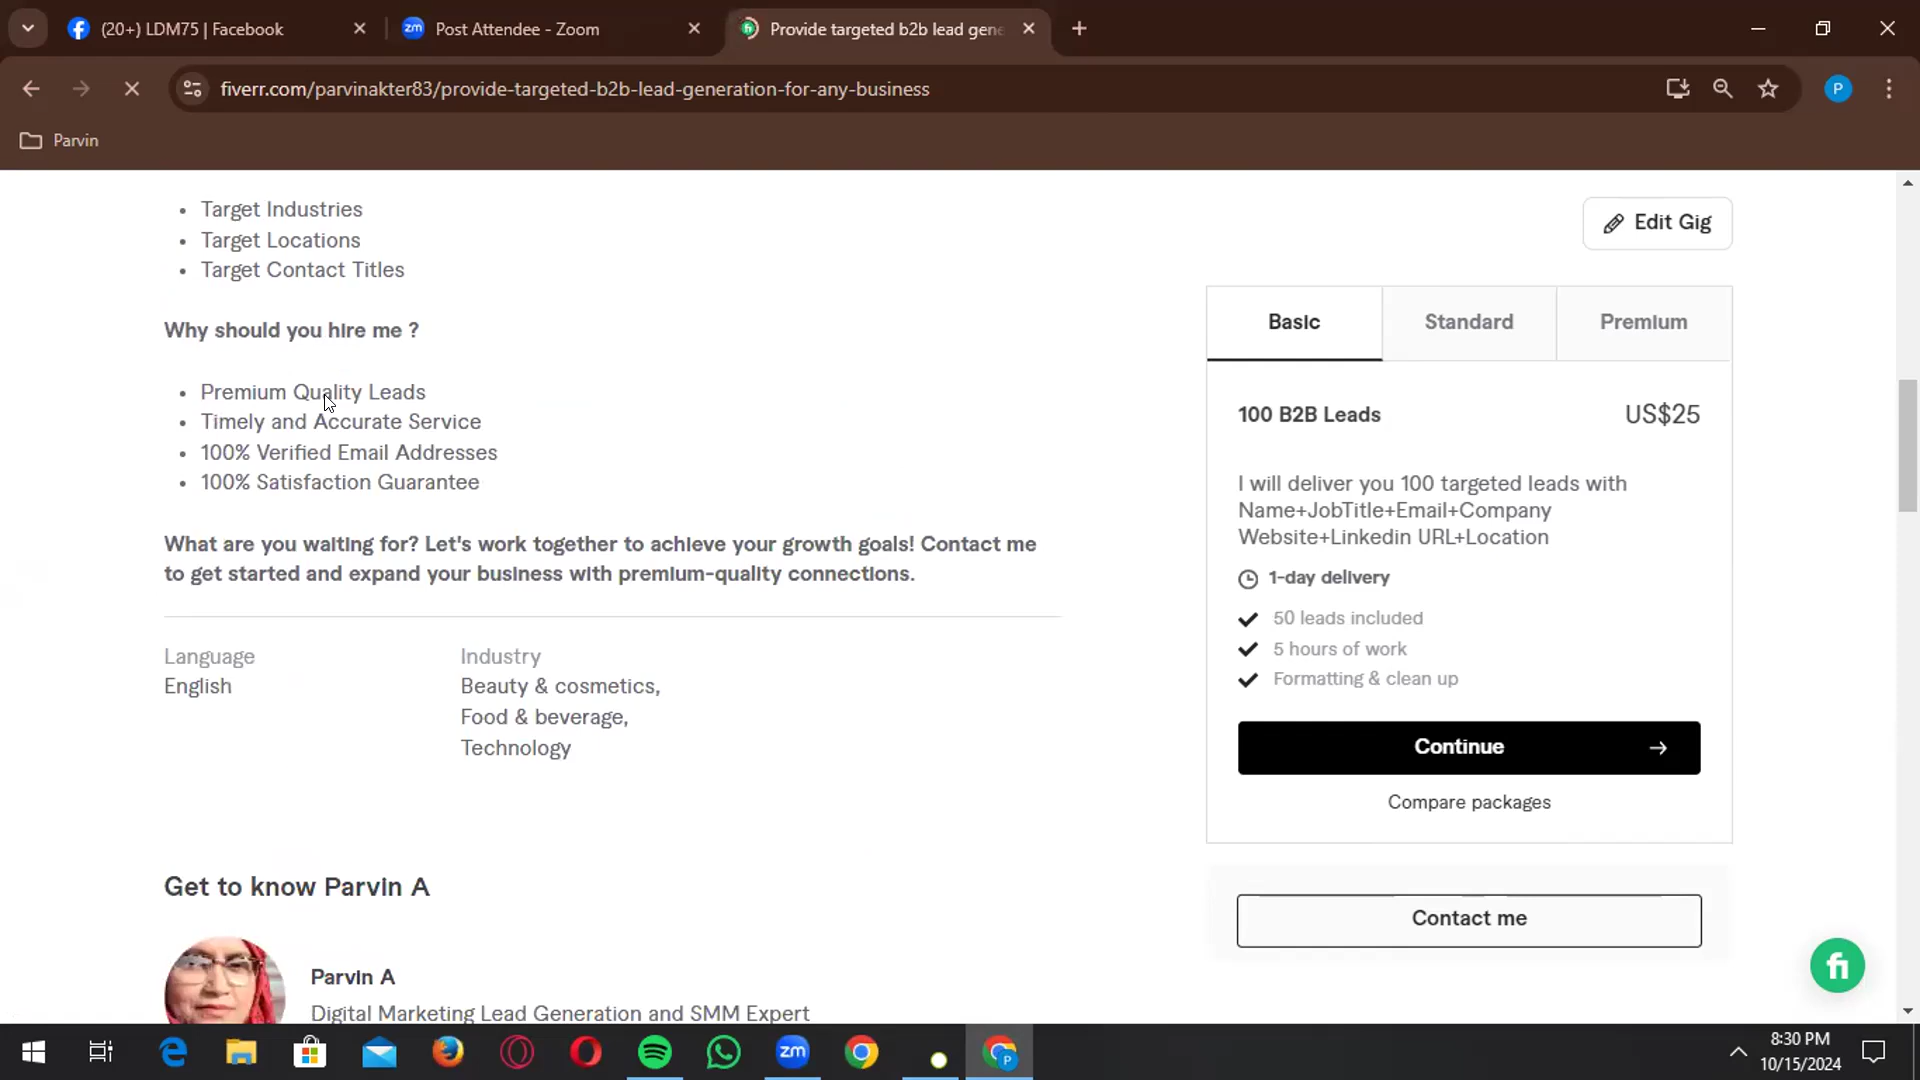 (20+) LDM75 | Facebook
Post Attendee - Zoom
Provide targeted b2b lead gene
fiverr.com/parvinakter83/provide-targeted-b2b-lead-generation-for-any-business
P
Parvin
Target Industries
Target Locations
Target Contact Titles
Why should you hire me ?
Premium Quality Leads
Timely and Accurate Service
100% Verified Email Addresses
100% Satisfaction Guarantee
What are you waiting for? Let's work together to achieve your growth goals! Contact me
to get started and expand your business with premium-quality connections.
Language
English
Industry
Beauty & cosmetics,
Food & beverage,
Technology
Get to know Parvin A
Parvin A
Digital Marketing Lead Generation and SMM Expert
Edit Gig
Basic
Standard
Premium
100 B2B Leads
US$25
I will deliver you 100 targeted leads with
Name+JobTitle+Email+Company
Website+Linkedin URL+Location
1-day delivery
50 leads included
5 hours of work
Formatting & clean up
Continue
Compare packages
Contact me
fi
zm
P
8:30 PM
10/15/2024